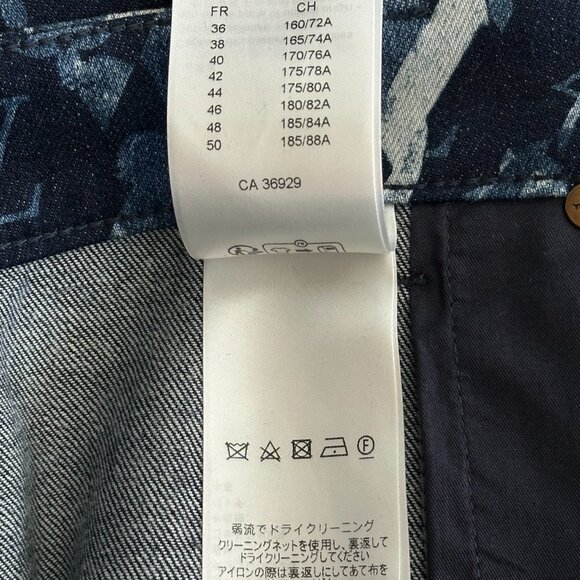 FR CH
36 160/72A
38 165/74A
40 170/76A
42 175/78A
44 175/80A
46 180/82A
48 185/84A
50 185/88A
CA 36929
F
弱流でドライクリーニング
クリーニングネットを使用し、裏返して
ドライクリーニングしてください
アイロンの際は裏返しにしてあて布を